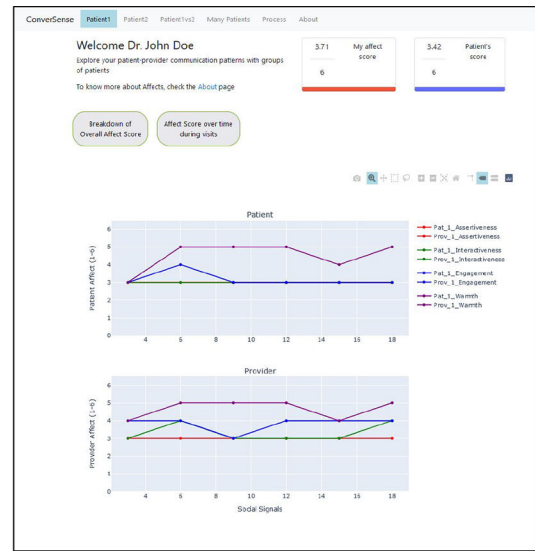 ConverSense Patient1 Patient2 Patient1vs2 Many Patients Process About
Welcome Dr. John Doe
Explore your patient-provider communication patterns with groups
of patients
To know more about Affects, check the About page
3.71
6
My affect
score
3.42
6
Patient's
score
Breakdown of
Overall Affect Score
Affect Score over time
during visits
Patient
Patient Affect (1-6)
6
5
4
3
2
1
0
4 6 8 10 12 14 16 18
Pat_1_Assertiveness
Prov_1_Assertiveness
Pat_1_Interactiveness
Prov_1_Interactiveness
Pat_1_Engagement
Prov_1_Engagement
Pat_1_Warmth
Prov_1_Warmth
Provider
Provider Affect (1-6)
6
5
4
3
2
1
0
4 6 8 10 12 14 16 18
Social Signals